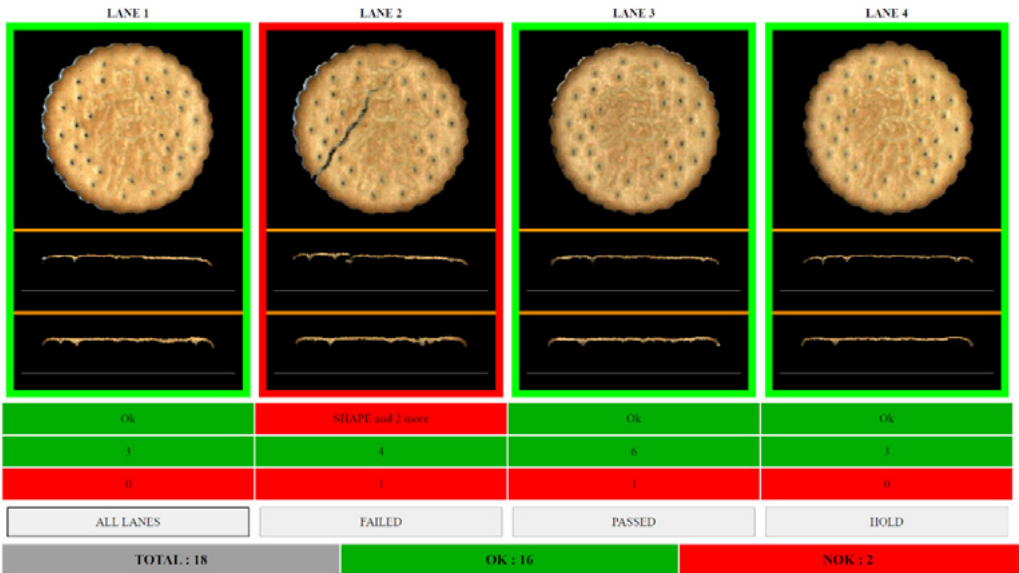 LANE 1 LANE 2 LANE 3 LANE 4
Ok SHAPE and 2 more Ok Ok
3 4 6 3
0 1 1 0
ALL LANES FAILED PASSED HOLD
TOTAL : 18 OK : 16 NOK : 2